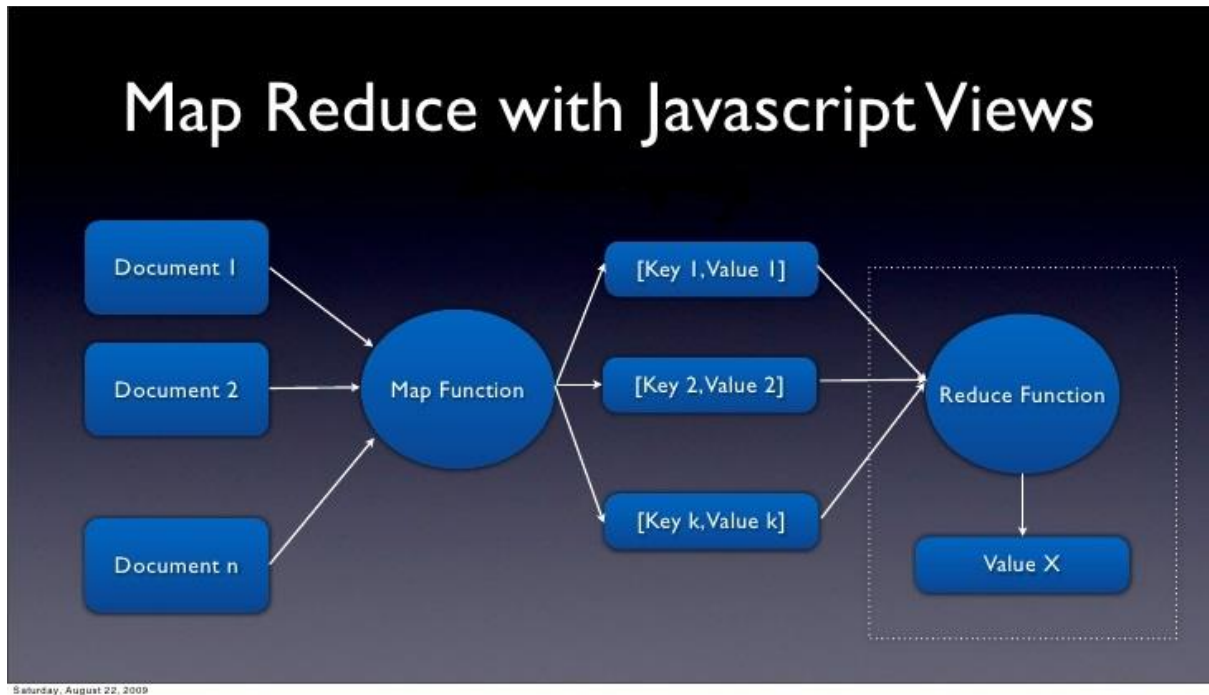 Map Reduce with Javascript Views
Document 1
Document 2
Document n
Map Function
[Key 1,Value 1]
[Key 2,Value 2]
[Key k,Value k]
Reduce Function
Value X
Saturday, August 22, 2009